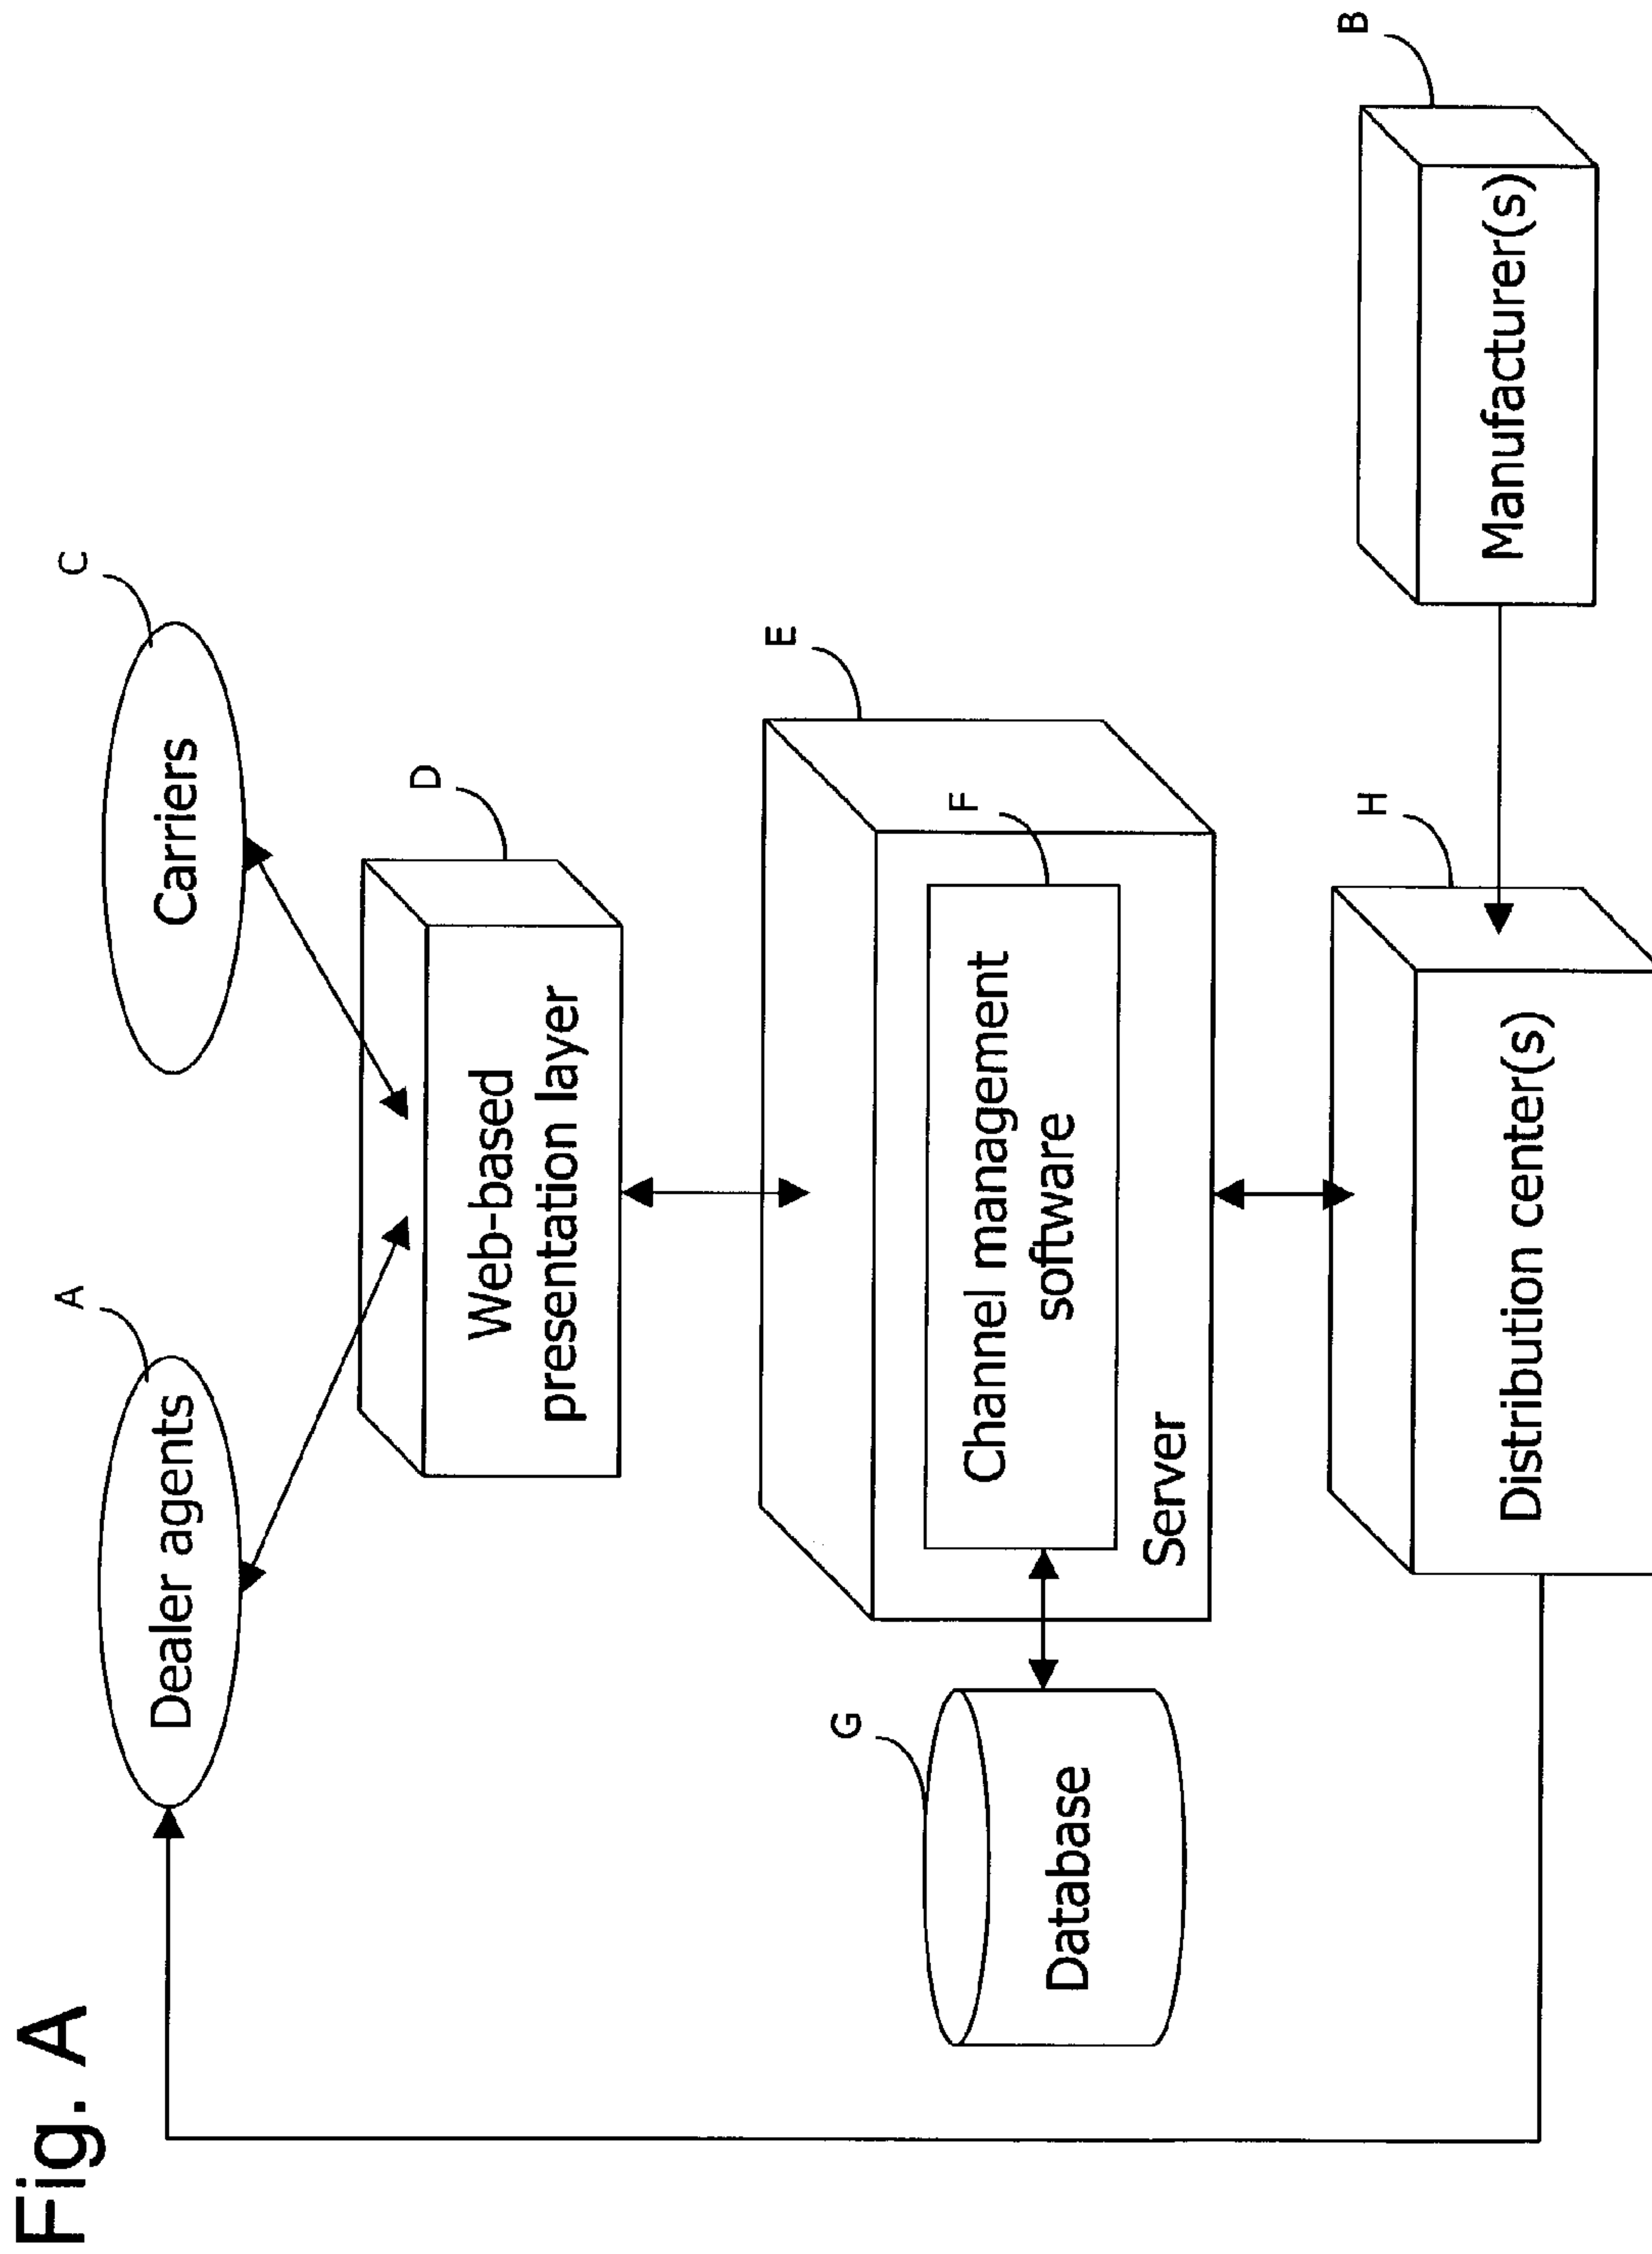 Fig. A
A
Dealer agents
C
Carriers
D
Web-based
presentation layer
E
F
Channel management
software
Server
G
Database
H
Distribution center(s)
B
Manufacturer(s)